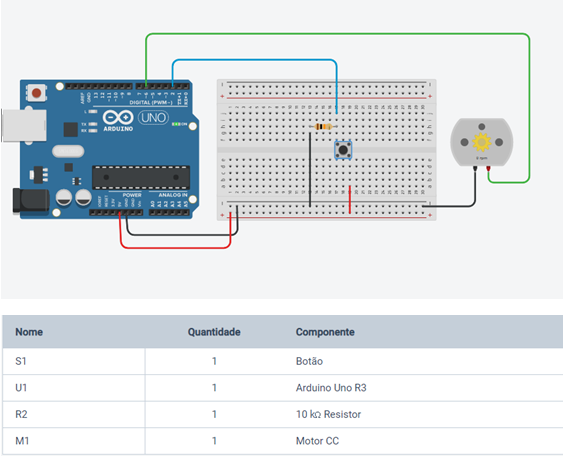 DIGITAL (PWM~)
UNO
ARDUINO
POWER
ANALOG IN
Nome Quantidade Componente
S1 1 Botão
U1 1 Arduino Uno R3
R2 1 10 kΩ Resistor
M1 1 Motor CC